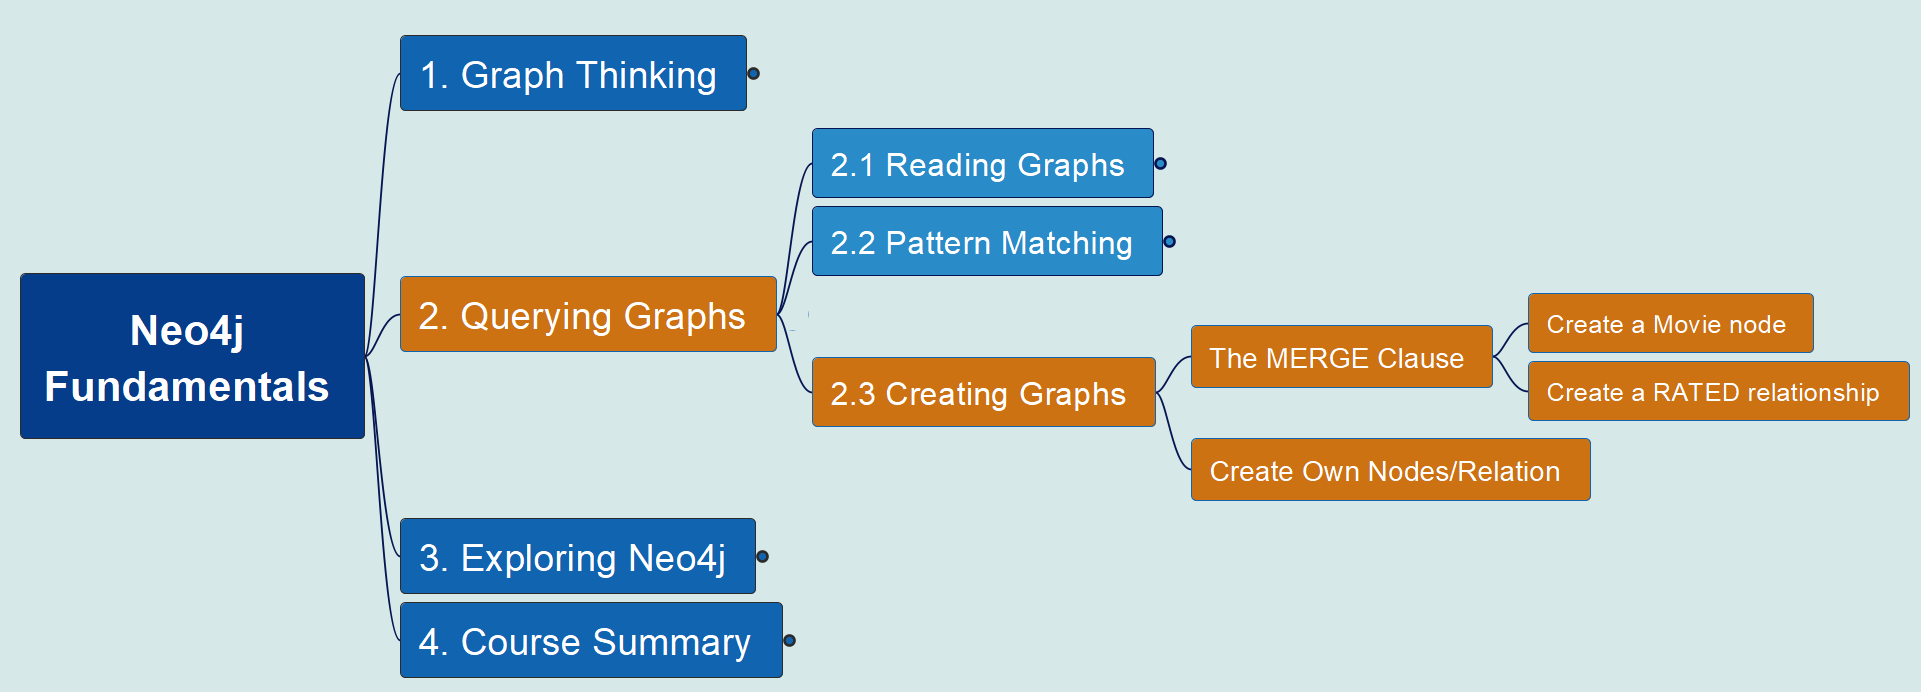 Neo4j
Fundamentals
1. Graph Thinking
2. Querying Graphs
2.1 Reading Graphs
2.2 Pattern Matching
2.3 Creating Graphs
The MERGE Clause
Create a Movie node
Create a RATED relationship
Create Own Nodes/Relation
3. Exploring Neo4j
4. Course Summary